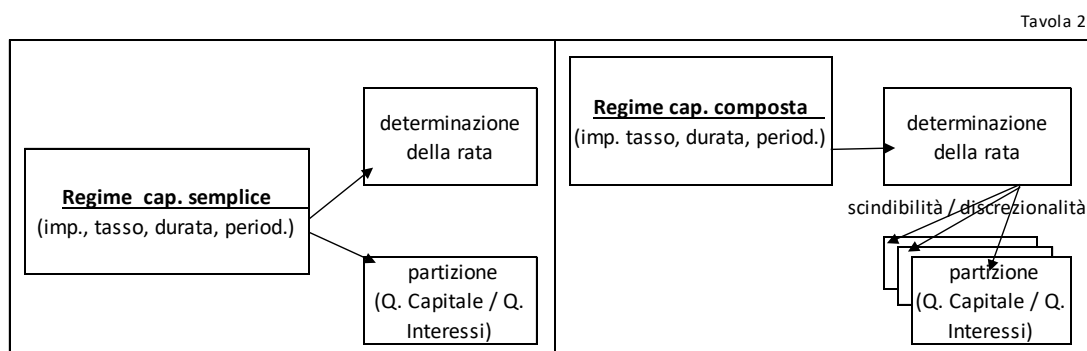 Tavola 2
Regime cap. semplice
(imp., tasso, durata, period.)
determinazione
della rata
partizione
(Q. Capitale / Q.
Interessi)
Regime cap. composta
(imp. tasso, durata, period.)
determinazione
della rata
scindibilità / discrezionalità
partizione
(Q. Capitale / Q.
Interessi)